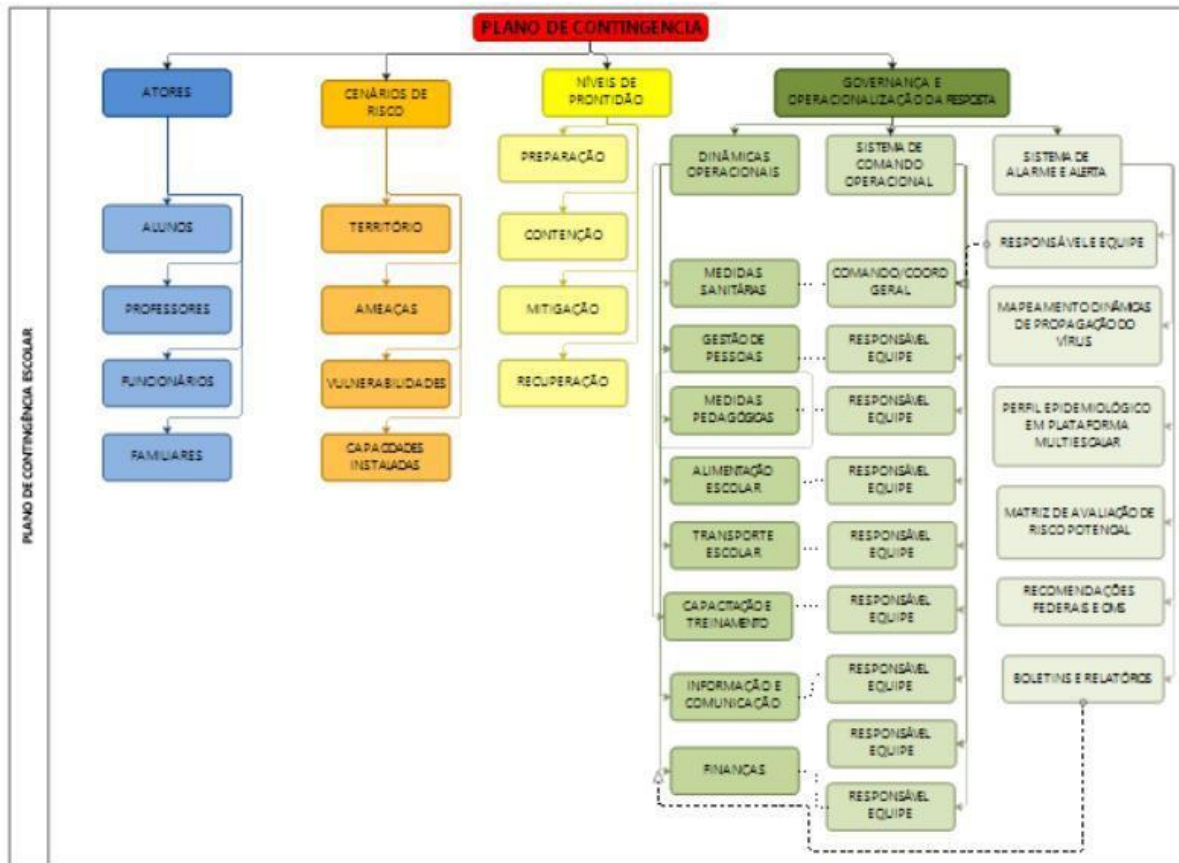 PLANO DE CONTINGENCIA
PLANO DE CONTINGÊNCIA ESCOLAR
ATORES
ALUNOS
PROFESSORES
FUNCIONÁRIOS
FAMILIARES
CENÁRIOS DE
RISCO
TERRITÓRIO
AMEAÇAS
VULNERABILIDADES
CAPACIDADES
INSTALADAS
NÍVEIS DE
PRONTIDÃO
PREPARAÇÃO
CONTENÇÃO
MITIGAÇÃO
RECUPERAÇÃO
GOVERNANÇA E
OPERACIONALIZAÇÃO DA RESPOSTA
DINÂMICAS
OPERACIONAIS
MEDIDAS
SANITÁRIAS
GESTÃO DE
PESSOAS
MEDIDAS
PEDAGÓGICAS
ALIMENTAÇÃO
ESCOLAR
TRANSPORTE
ESCOLAR
CAPACITAÇÃO E
TREINAMENTO
INFORMAÇÃO E
COMUNICAÇÃO
FINANÇAS
SISTEMA DE
COMANDO
OPERACIONAL
COMANDO/COORD
GERAL
RESPONSÁVEL
EQUIPE
RESPONSÁVEL
EQUIPE
RESPONSÁVEL
EQUIPE
RESPONSÁVEL
EQUIPE
RESPONSÁVEL
EQUIPE
RESPONSÁVEL
EQUIPE
RESPONSÁVEL
EQUIPE
RESPONSÁVEL
EQUIPE
SISTEMA DE
ALARME E ALERTA
RESPONSÁVEL E EQUIPE
MAPEAMENTO DINÂMICAS
DE PROPAGAÇÃO DO
VÍRUS
PERFIL EPIDEMIOLÓGICO
EM PLATAFORMA
MULTIESCALAR
MATRIZ DE AVALIAÇÃO DE
RISCO POTENCIAL
RECOMENDAÇÕES
FEDERAIS E OMS
BOLETINS E RELATÓRIOS